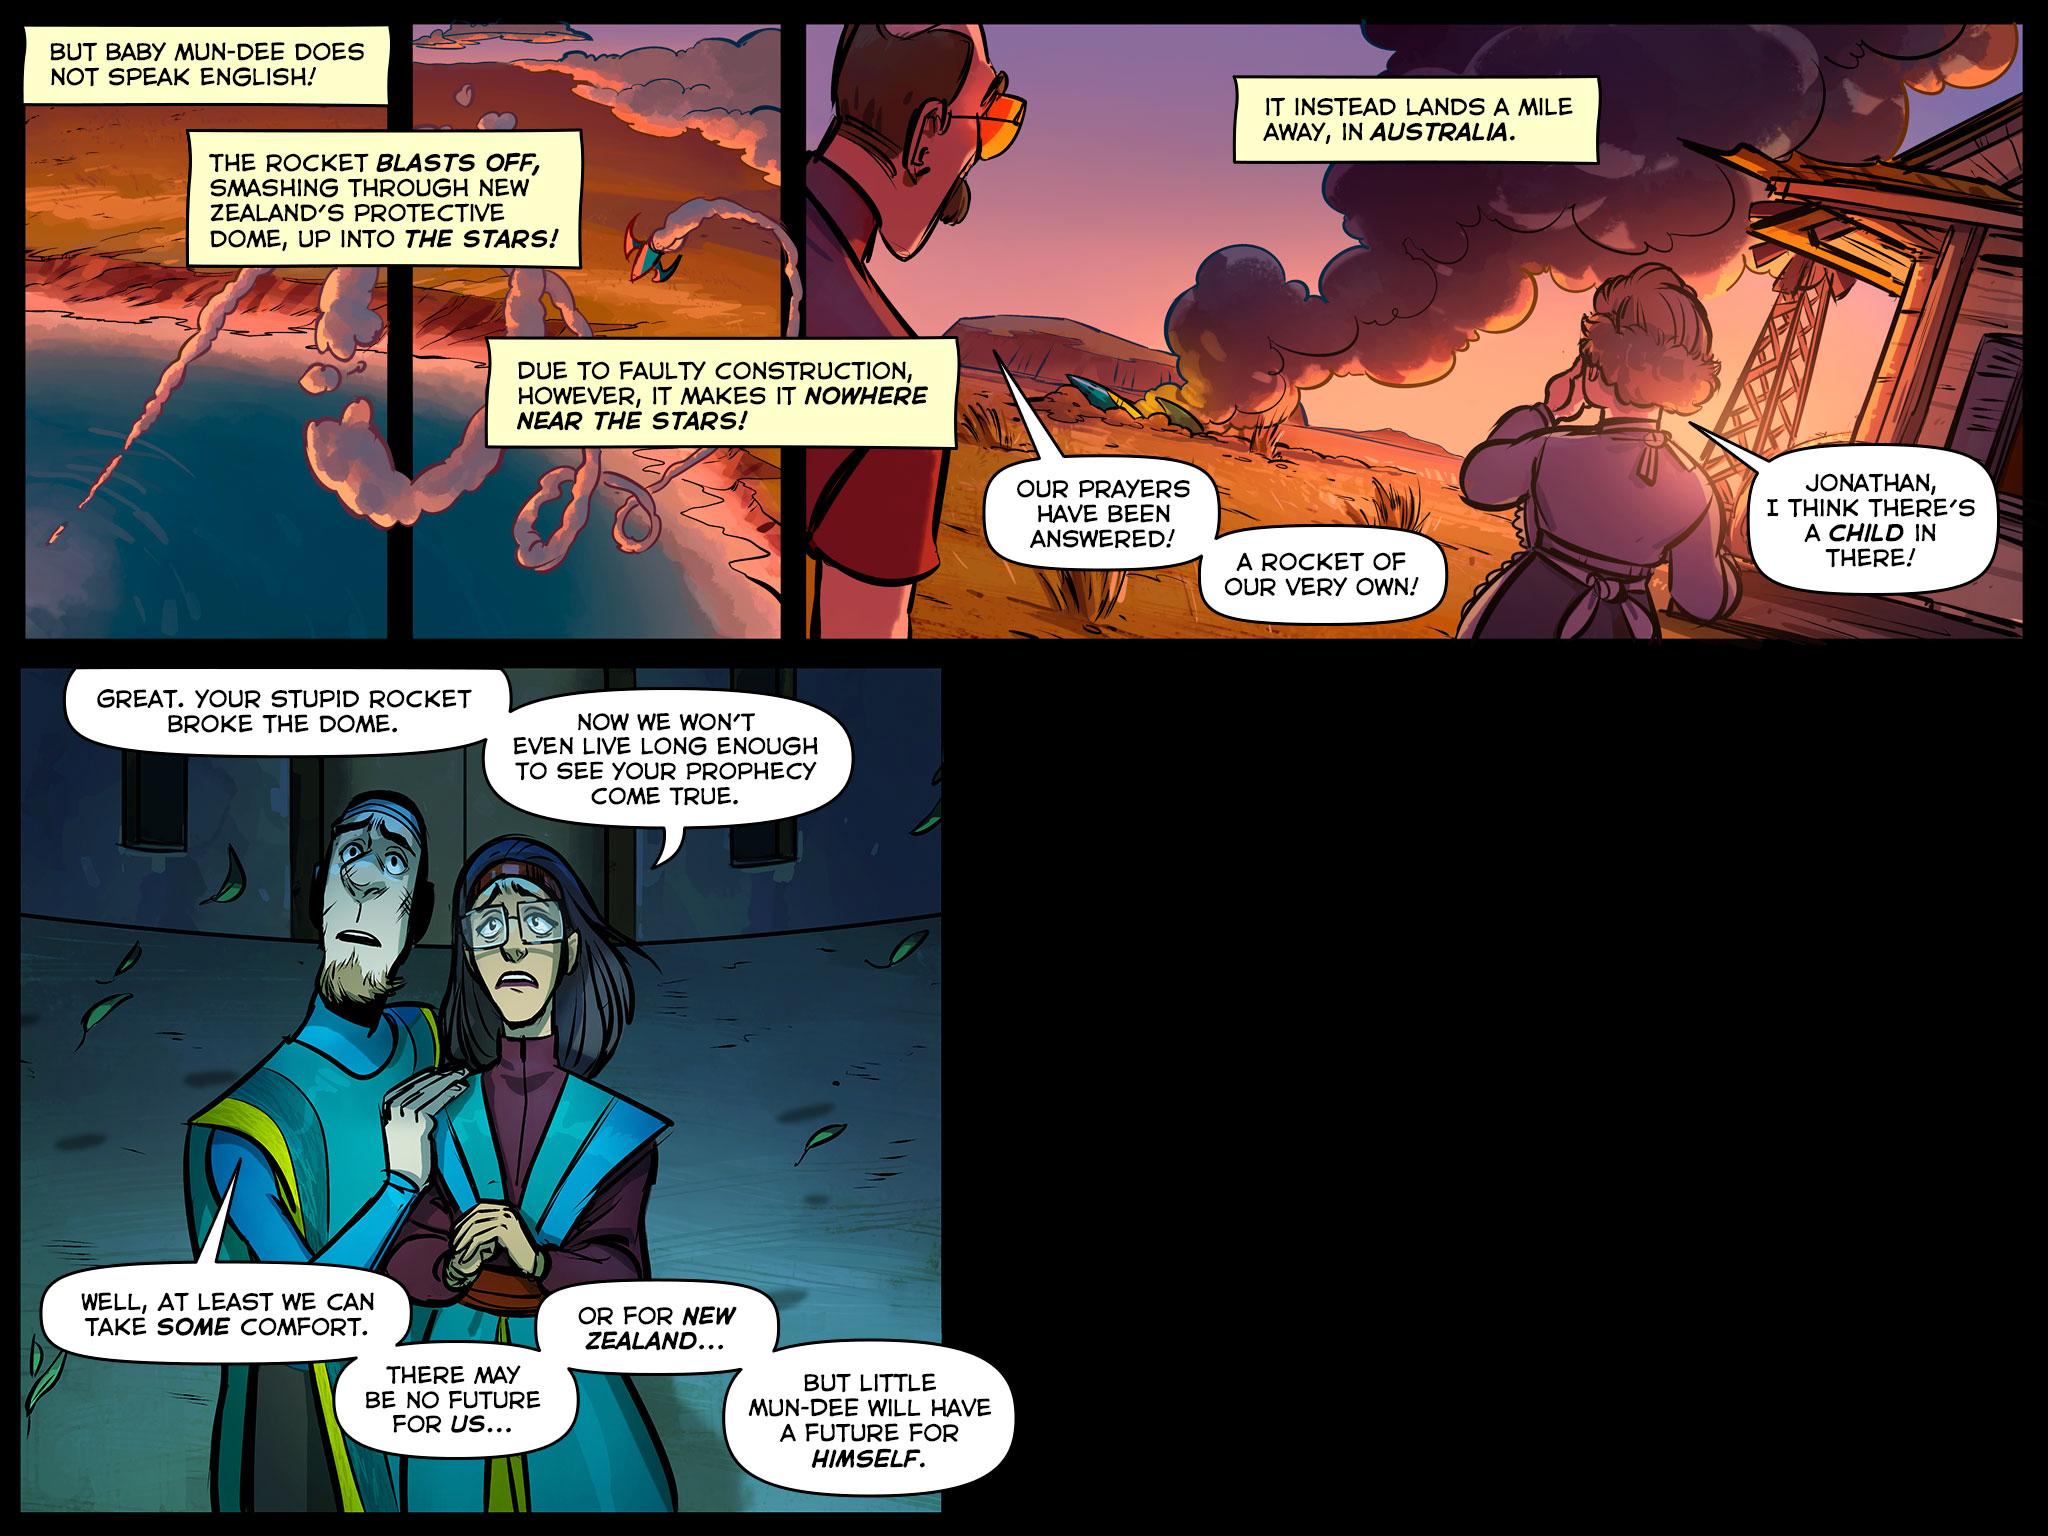 BUT BABY MUN-DEE DOES
NOT SPEAK ENGLISH!
THE ROCKET BLASTS OFF,
SMASHING THROUGH NEW
ZEALAND'S PROTECTIVE
DOME, UP INTO THE STARS!
DUE TO FAULTY CONSTRUCTION,
HOWEVER, IT MAKES IT NOWHERE
NEAR THE STARS!
IT INSTEAD LANDS A MILE
AWAY, IN AUSTRALIA.
OUR PRAYERS
HAVE BEEN
ANSWERED!
A ROCKET OF
OUR VERY OWN!
JONATHAN,
I THINK THERE'S
A CHILD IN
THERE!
GREAT. YOUR STUPID ROCKET
BROKE THE DOME.
NOW WE WON'T
EVEN LIVE LONG ENOUGH
TO SEE YOUR PROPHECY
COME TRUE.
WELL, AT LEAST WE CAN
TAKE SOME COMFORT.
THERE MAY
BE NO FUTURE
FOR US...
OR FOR NEW
ZEALAND...
BUT LITTLE
MUN-DEE WILL HAVE
A FUTURE FOR
HIMSELF.